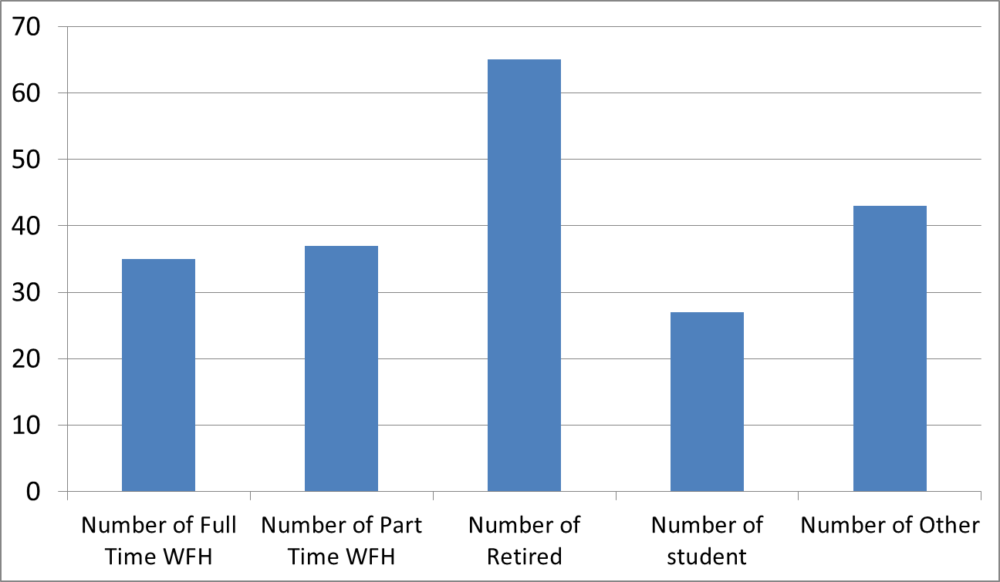 70
60
50
40
30
20
10
0
Number of Full
Time WFH
Number of Part
Time WFH
Number of
Retired
Number of
student
Number of Other